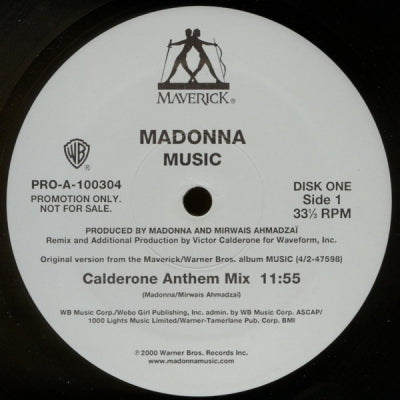 MAVERICK®
MADONNA
MUSIC
WB
®
PRO-A-100304
PROMOTION ONLY.
NOT FOR SALE.
DISK ONE
Side 1
33⅓ RPM
PRODUCED BY MADONNA AND MIRWAIS AHMADZAÏ
Remix and Additional Production by Victor Calderone for Waveform, Inc.
Original version from the Maverick/Warner Bros. album MUSIC (4/2-47598)
Calderone Anthem Mix 11:55
(Madonna/Mirwais Ahmadzaï)
WB Music Corp./Webo Girl Publishing, Inc. admin. by WB Music Corp. ASCAP/
1000 Lights Music Limited/Warner-Tamerlane Pub. Corp. BMI
℗2000 Warner Bros. Records Inc.
www.madonnamusic.com